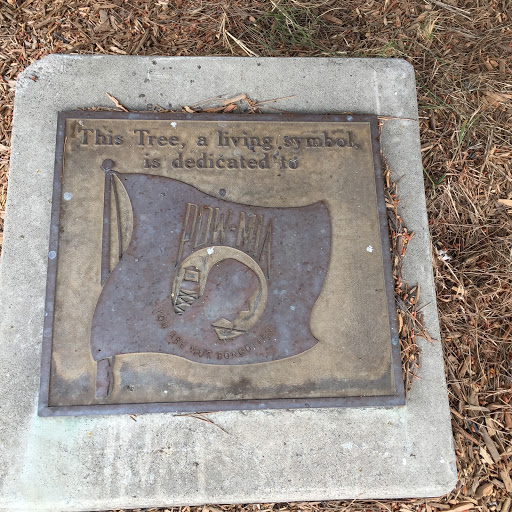 This Tree, a living symbol,
is dedicated to
POW-MIA
YOU ARE NOT FORGOTTEN